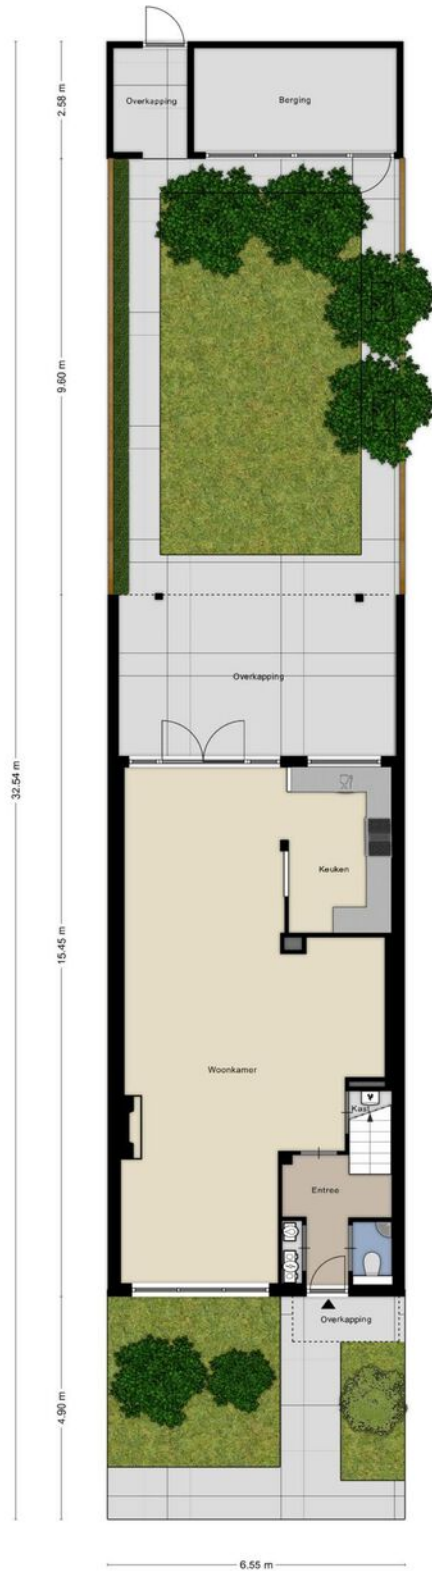 Overkapping
Berging
2.58 m
9.60 m
Overkapping
32.54 m
Keuken
15.45 m
Woonkamer
Kast
Entree
Overkapping
4.90 m
6.55 m